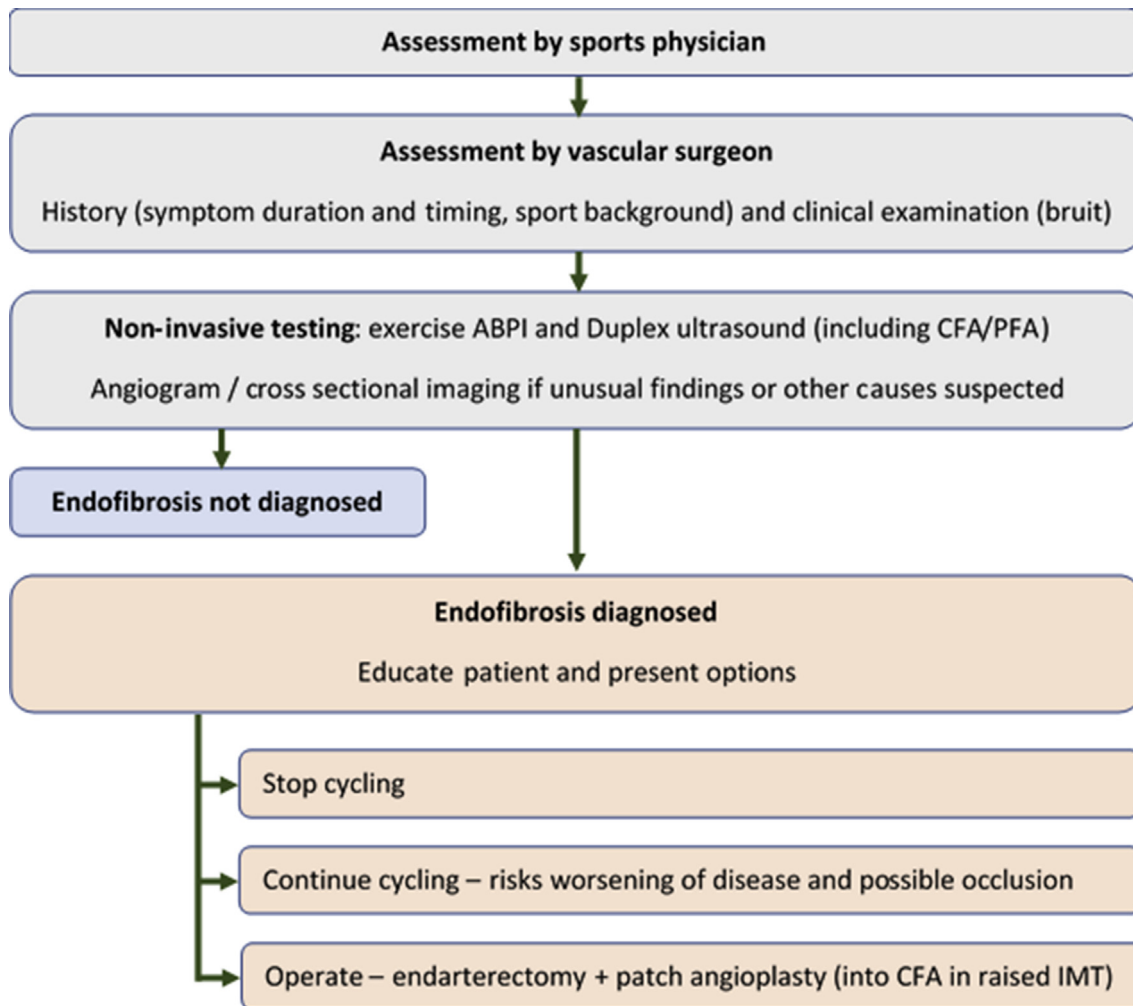 Assessment by sports physician
Assessment by vascular surgeon
History (symptom duration and timing, sport background) and clinical examination (bruit)
Non-invasive testing: exercise ABPI and Duplex ultrasound (including CFA/PFA)
Angiogram / cross sectional imaging if unusual findings or other causes suspected
Endofibrosis not diagnosed
Endofibrosis diagnosed
Educate patient and present options
Stop cycling
Continue cycling – risks worsening of disease and possible occlusion
Operate – endarterectomy + patch angioplasty (into CFA in raised IMT)